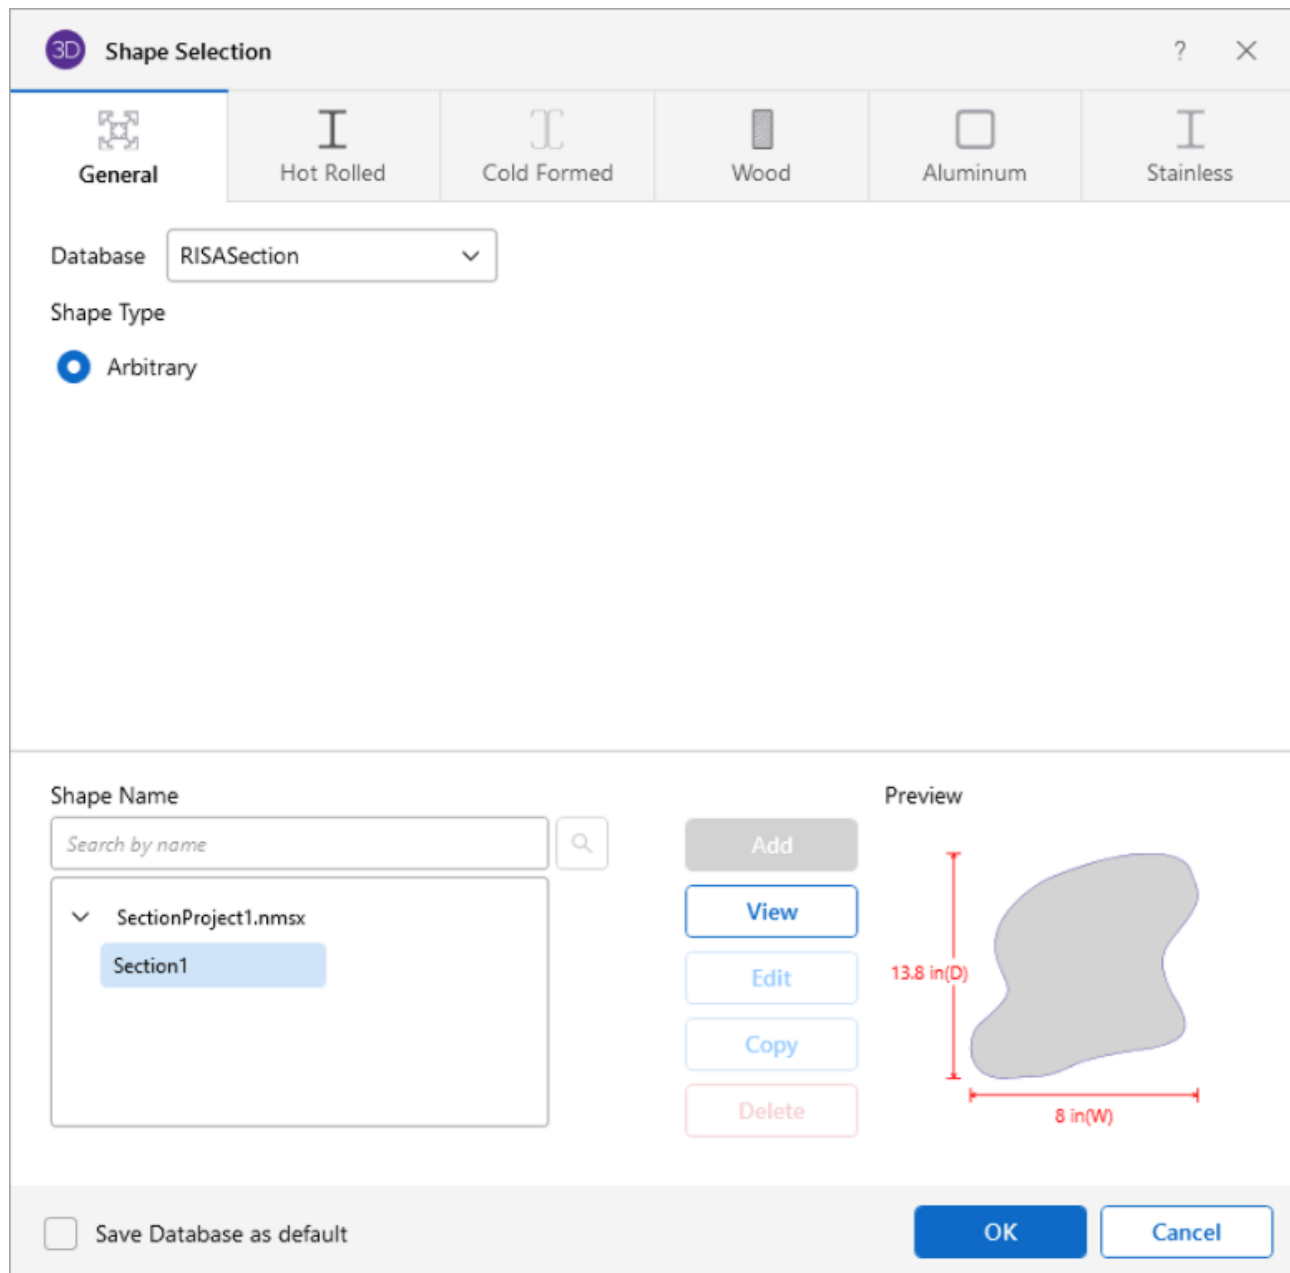 3D Shape Selection ?
General Hot Rolled Cold Formed Wood Aluminum Stainless
Database RISASection
Shape Type
Arbitrary
Shape Name
Preview
Search by name
Add
SectionProject1.nmsx
View
Section1
Edit
13.8 in(D)
Copy
Delete
8 in(W)
Save Database as default
OK
Cancel